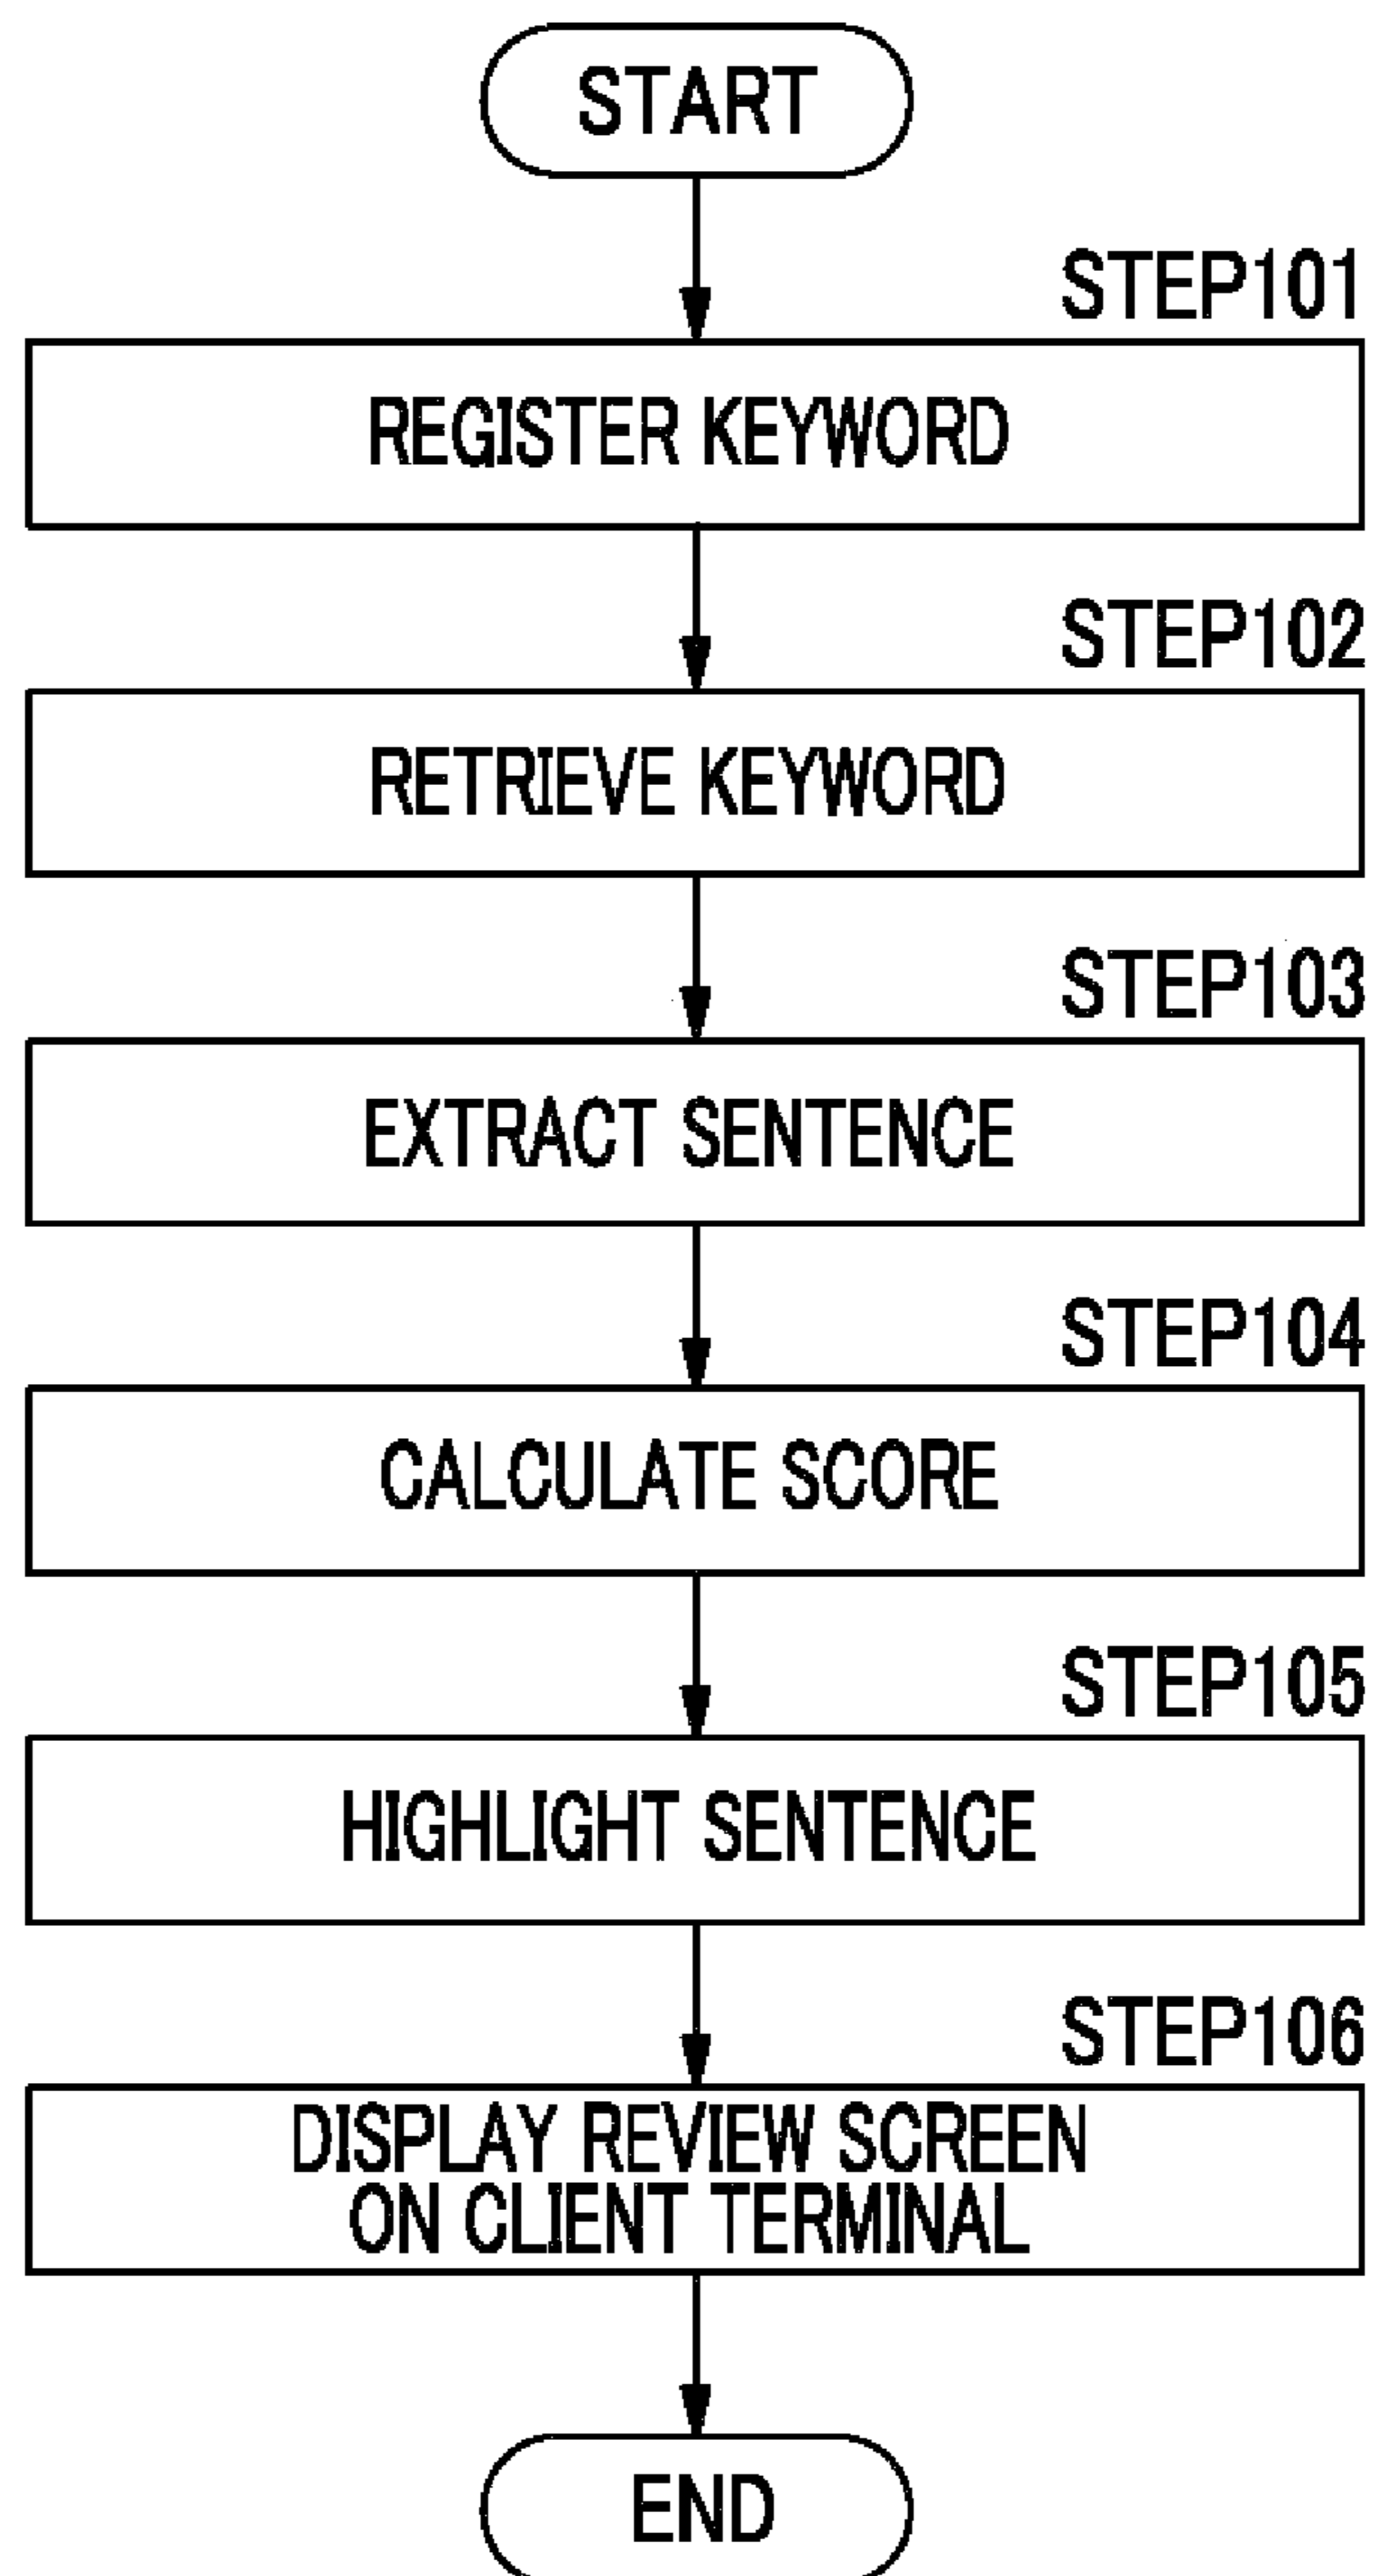 START
STEP101
REGISTER KEYWORD
STEP102
RETRIEVE KEYWORD
STEP103
EXTRACT SENTENCE
STEP104
CALCULATE SCORE
STEP105
HIGHLIGHT SENTENCE
STEP106
DISPLAY REVIEW SCREEN
ON CLIENT TERMINAL
END